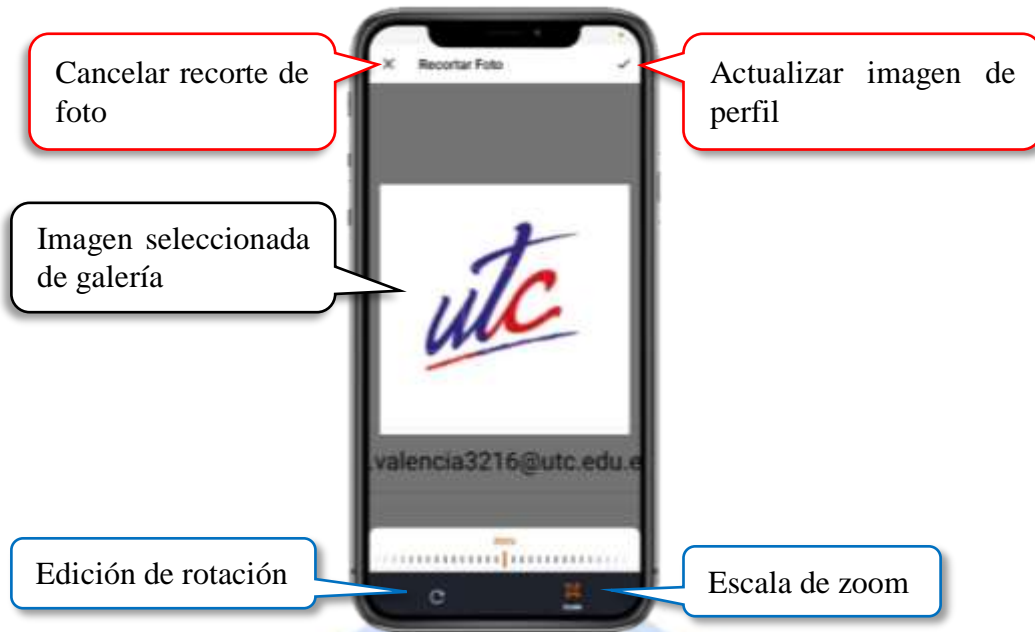 Cancelar recorte de
foto
Recortar Foto
Actualizar imagen de
perfil
Imagen seleccionada
de galería
utc
.valencia3216@utc.edu.e
Edición de rotación
Escala de zoom